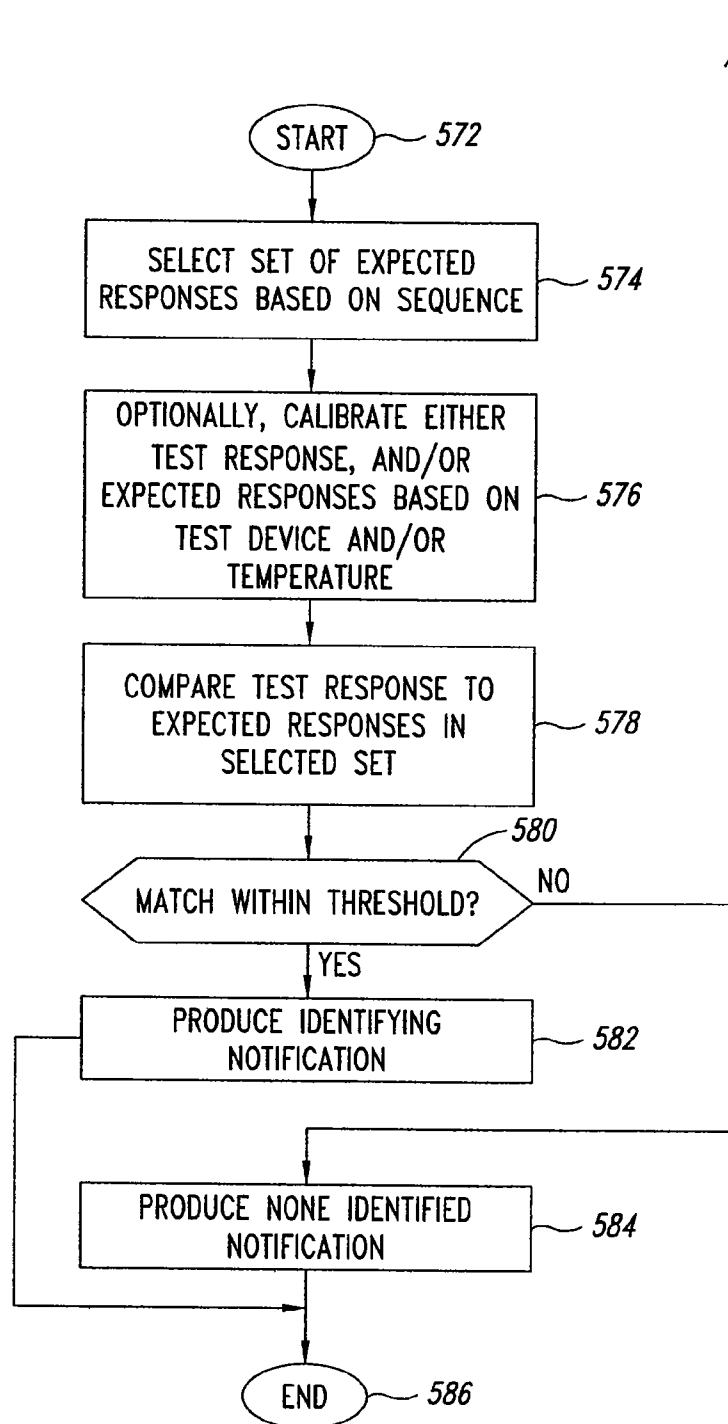 START
572
SELECT SET OF EXPECTED
RESPONSES BASED ON SEQUENCE
574
OPTIONALLY, CALIBRATE EITHER
TEST RESPONSE, AND/OR
EXPECTED RESPONSES BASED ON
TEST DEVICE AND/OR
TEMPERATURE
576
COMPARE TEST RESPONSE TO
EXPECTED RESPONSES IN
SELECTED SET
578
580
MATCH WITHIN THRESHOLD?
NO
YES
PRODUCE IDENTIFYING
NOTIFICATION
582
PRODUCE NONE IDENTIFIED
NOTIFICATION
584
END
586